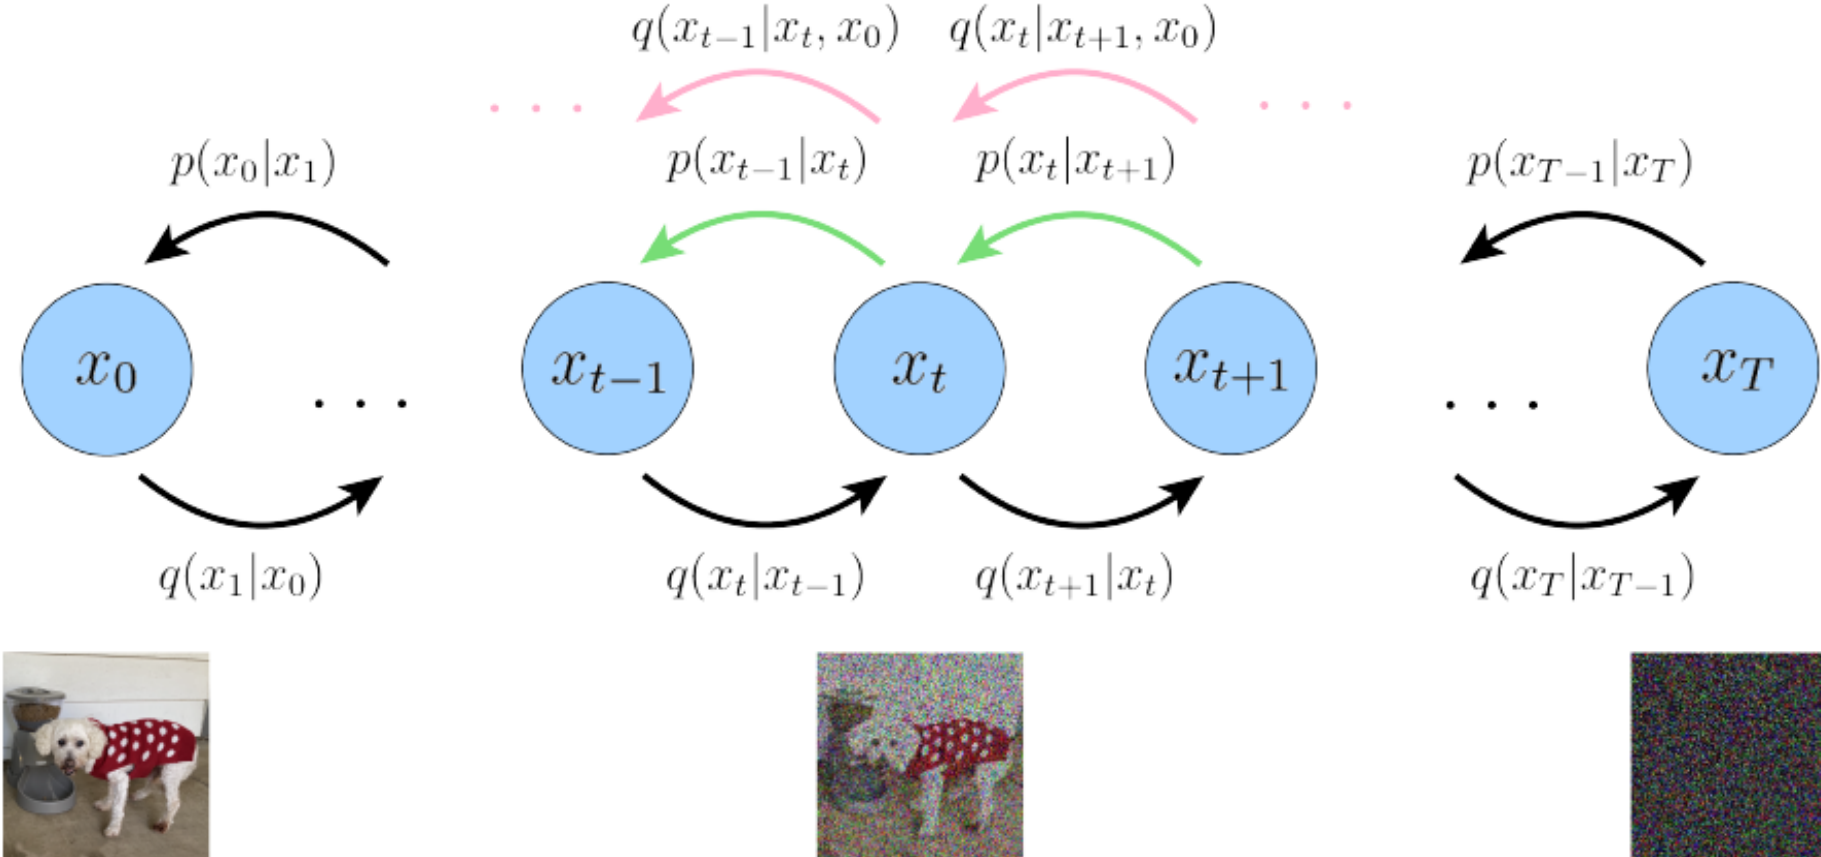 q(x_{t−1}|x_t, x_0) q(x_t|x_{t+1}, x_0)
. . . . . .
p(x_0|x_1) p(x_{t−1}|x_t) p(x_t|x_{t+1}) p(x_{T−1}|x_T)
x_0 x_{t−1} x_t x_{t+1} x_T
. . . . . .
q(x_1|x_0) q(x_t|x_{t−1}) q(x_{t+1}|x_t) q(x_T|x_{T−1})